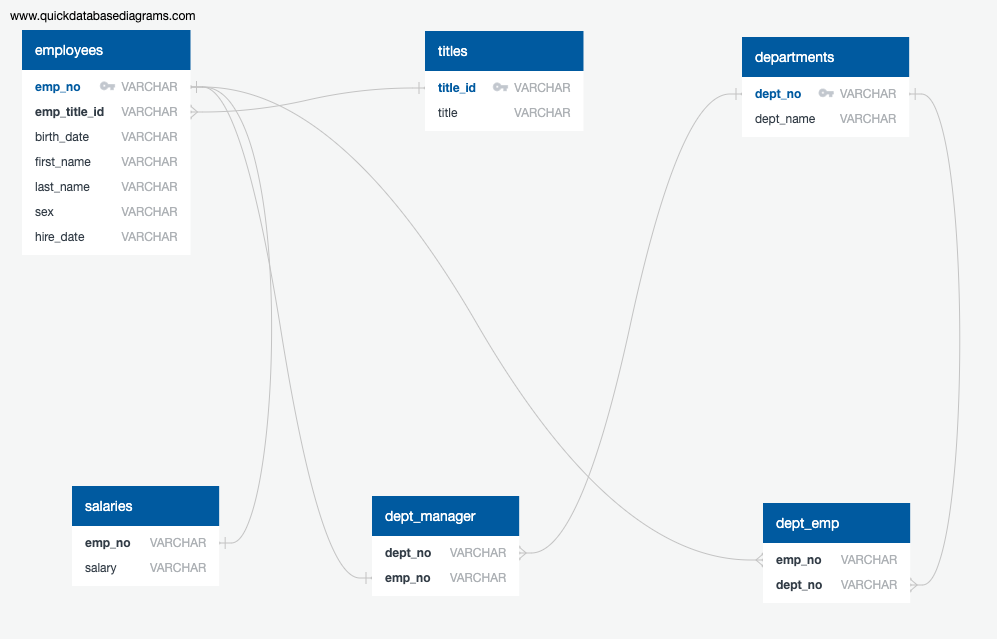 www.quickdatabasediagrams.com
employees
emp_no VARCHAR
emp_title_id VARCHAR
birth_date VARCHAR
first_name VARCHAR
last_name VARCHAR
sex VARCHAR
hire_date VARCHAR
titles
title_id VARCHAR
title VARCHAR
departments
dept_no VARCHAR
dept_name VARCHAR
salaries
emp_no VARCHAR
salary VARCHAR
dept_manager
dept_no VARCHAR
emp_no VARCHAR
dept_emp
emp_no VARCHAR
dept_no VARCHAR